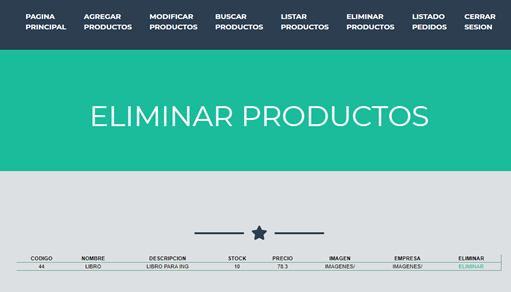 PAGINA PRINCIPAL AGREGAR PRODUCTOS MODIFICAR PRODUCTOS BUSCAR PRODUCTOS LISTAR PRODUCTOS ELIMINAR PRODUCTOS LISTADO PEDIDOS CERRAR SESION
ELIMINAR PRODUCTOS
CODIGO NOMBRE DESCRIPCION STOCK PRECIO IMAGEN EMPRESA ELIMINAR
44 LIBRO LIBRO PARA ING 10 78.3 IMAGENES/ IMAGENES/ ELIMINAR